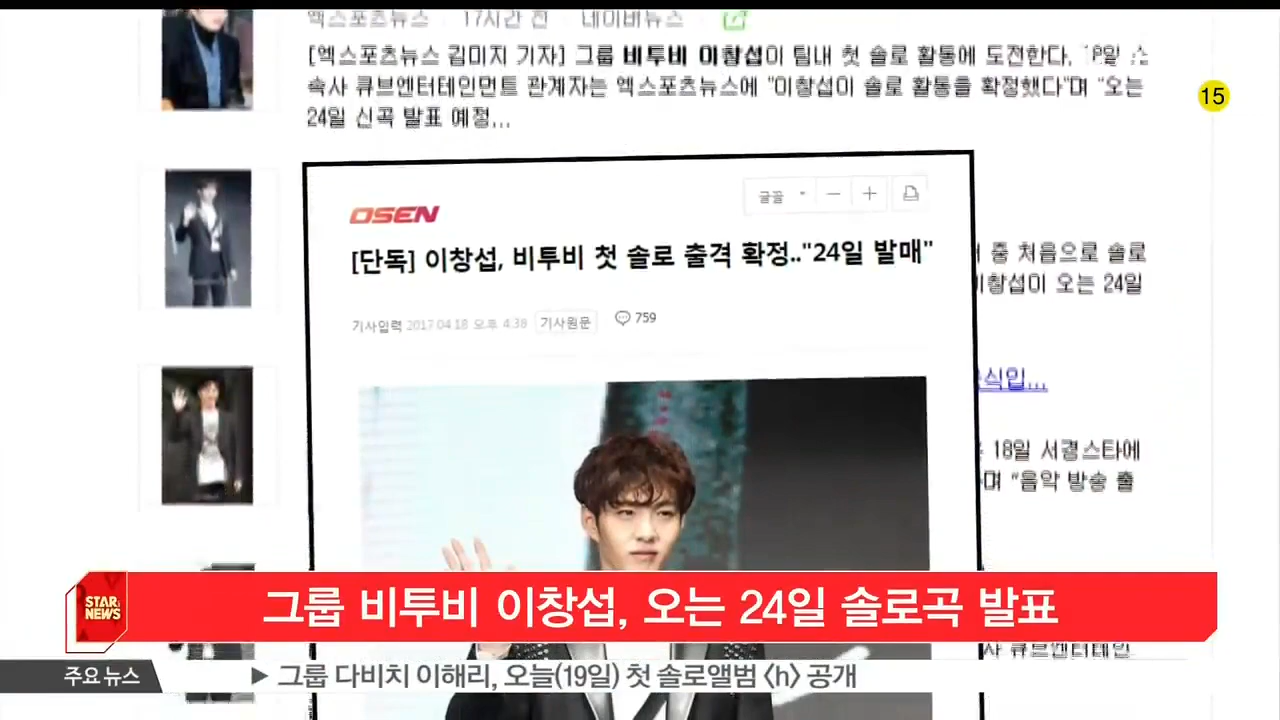 엑스포츠뉴스 · 17시간 전 · 네이버뉴스
[엑스포츠뉴스 김미지 기자] 그룹 비투비 이창섭이 팀내 첫 솔로 활동에 도전한다. 18일 소
속사 큐브엔터테인먼트 관계자는 엑스포츠뉴스에 "이창섭이 솔로 활동을 확정했다"며 "오는
24일 신곡 발표 예정...
15
글꼴 - +
OSEN
[단독] 이창섭, 비투비 첫 솔로 출격 확정.."24일 발매"
중 처음으로 솔로
이창섭이 오는 24일
기사입력 2017.04.18 오후 4:38 기사원문 759
식입...
18일 서경스타에
며 "음악 방송 출
STAR NEWS
그룹 비투비 이창섭, 오는 24일 솔로곡 발표
사 큐브엔터테인
주요뉴스
▶ 그룹 다비치 이해리, 오늘(19일) 첫 솔로앨범 <h> 공개